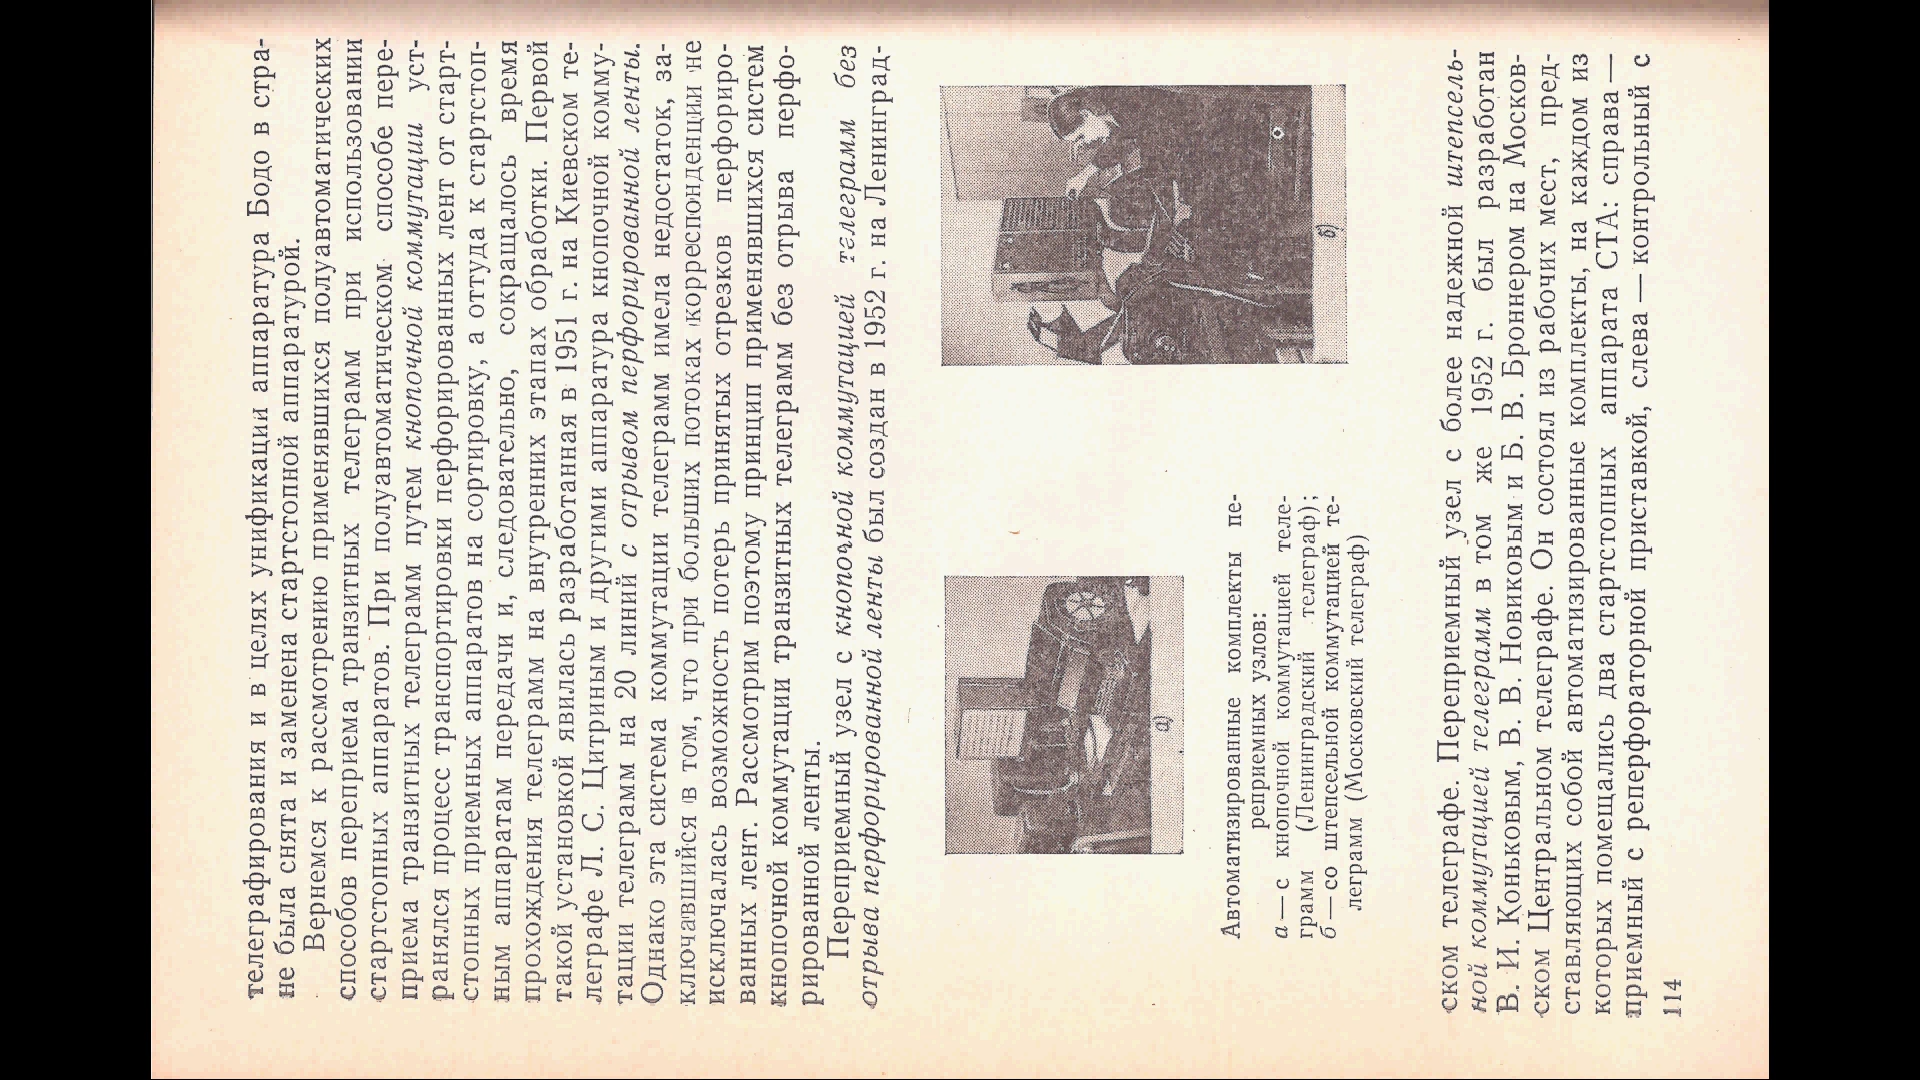 телеграфирования и в целях унификации аппаратура Бодо в стра-
не была снята и заменена стартстопной аппаратурой.
Вернемся к рассмотрению применявшихся полуавтоматических
способов переприема транзитных телеграмм при использовании
стартстопных аппаратов. При полуавтоматическом способе пере-
приема транзитных телеграмм путем кнопочной коммутации уст-
ранялся процесс транспортировки перфорированных лент от старт-
стопных приемных аппаратов на сортировку, а оттуда к стартстоп-
ным аппаратам передачи и, следовательно, сокращалось время
прохождения телеграмм на внутренних этапах обработки. Первой
такой установкой явилась разработанная в 1951 г. на Киевском те-
леграфе Л. С. Цитриным и другими аппаратура кнопочной комму-
тации телеграмм на 20 линий с отрывом перфорированной ленты.
Однако эта система коммутации телеграмм имела недостаток, за-
ключавшийся в том, что при больших потоках корреспонденции не
исключалась возможность потерь принятых отрезков перфориро-
ванных лент. Рассмотрим поэтому принцип применявшихся систем
кнопочной коммутации транзитных телеграмм без отрыва перфо-
рированной ленты.
Переприемный узел с кнопочной коммутацией телеграмм без
отрыва перфорированной ленты был создан в 1952 г. на Ленинград-
а)
б)
Автоматизированные комплекты пе-
реприемных узлов:
а — с кнопочной коммутацией теле-
грамм (Ленинградский телеграф);
б — со штепсельной коммутацией те-
леграмм (Московский телеграф)
ском телеграфе. Переприемный узел с более надежной штепсель-
ной коммутацией телеграмм в том же 1952 г. был разработан
В. И. Коньковым, В. В. Новиковым и Б. В. Броннером на Москов-
ском Центральном телеграфе. Он состоял из рабочих мест, пред-
ставляющих собой автоматизированные комплекты, на каждом из
которых помещались два стартстопных аппарата СТА: справа —
приемный с реперфораторной приставкой, слева — контрольный с
114